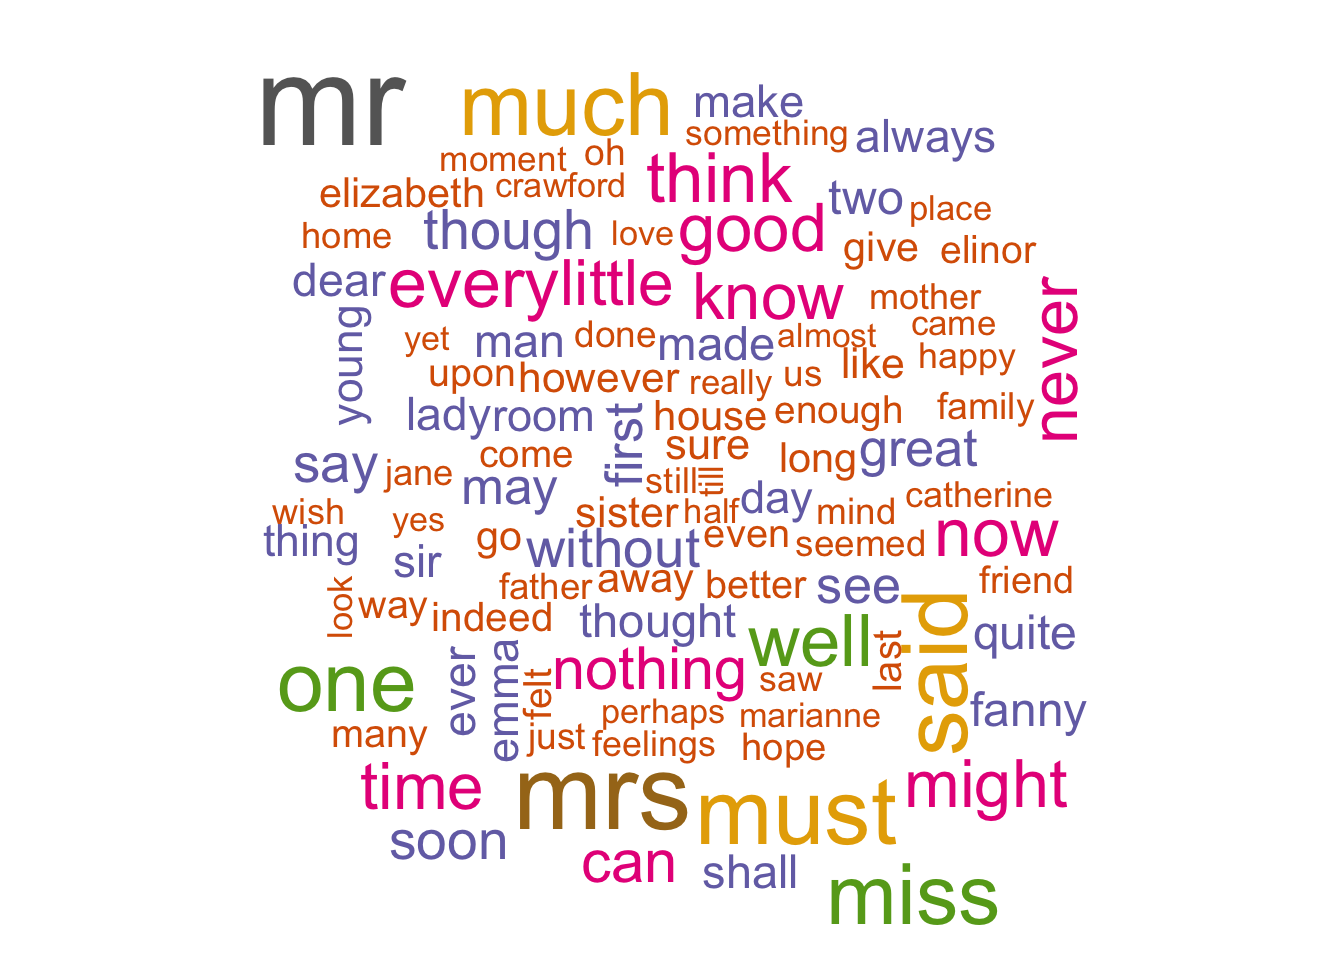 mr much make
something always
moment oh think
elizabeth crawford two place
home though love good give elinor
dear every little know mother never
young yet man done made almost came
upon however really us like happy
lady room first house enough family
say jane come sure long great
may still till day catherine
wish yes sister half mind
thing sir go without even seemed now
look way father away better see friend
indeed thought well said quite
one ever emma felt nothing saw last
many just perhaps marianne fanny
feelings hope
time mrs must might
soon can shall miss